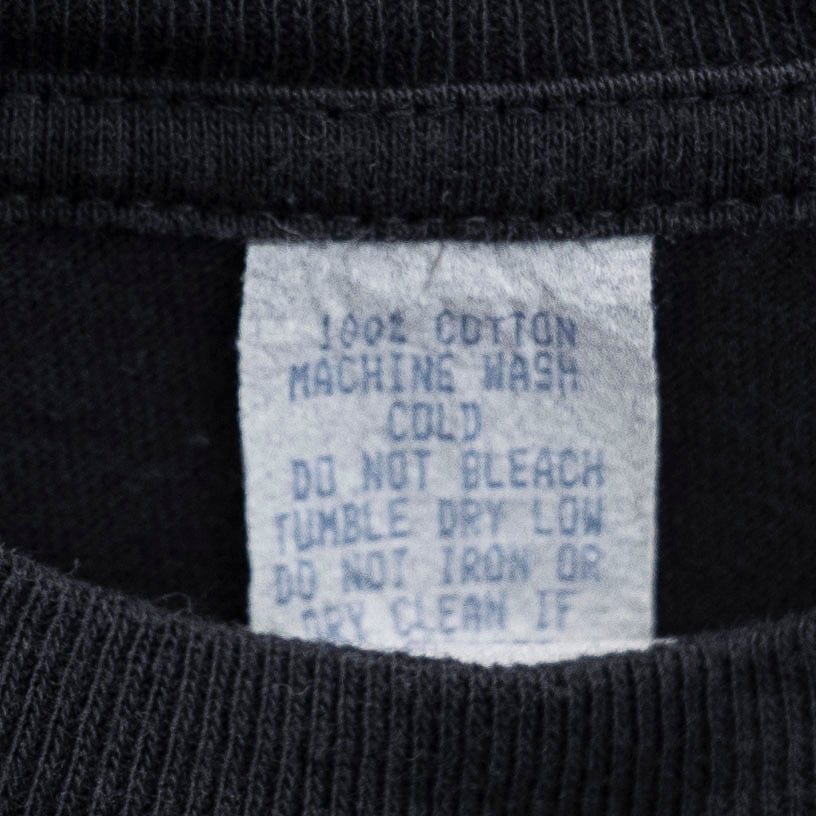 100% COTTON
MACHINE WASH
COLD
DO NOT BLEACH
TUMBLE DRY LOW
DO NOT IRON OR
DRY CLEAN IF